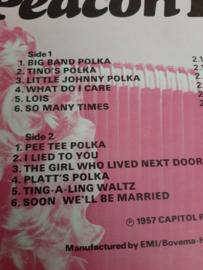 Side 1
1. BIG BAND POLKA
2. TINO'S POLKA
3. LITTLE JOHNNY POLKA
4. WHAT DO I CARE
5. LOIS
6. SO MANY TIMES
2.1
Side 2
1. PEE TEE POLKA
2. I LIED TO YOU
3. THE GIRL WHO LIVED NEXT DOOR
4. PLATT'S POLKA
5. TING-A-LING WALTZ
6. SOON WE'LL BE MARRIED
℗ 1957 CAPITOL
Manufactured by EMI/Bovema-